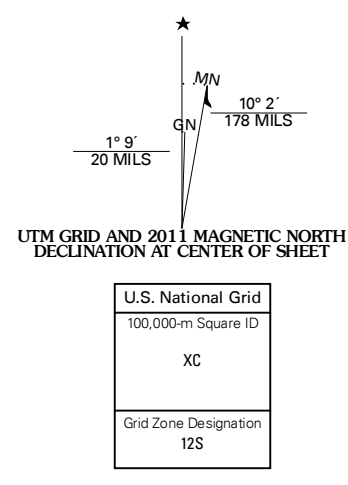 ★
MN
GN
10° 2´
178 MILS
1° 9´
20 MILS
UTM GRID AND 2011 MAGNETIC NORTH
DECLINATION AT CENTER OF SHEET
U.S. National Grid
100,000-m Square ID
XC
Grid Zone Designation
12S